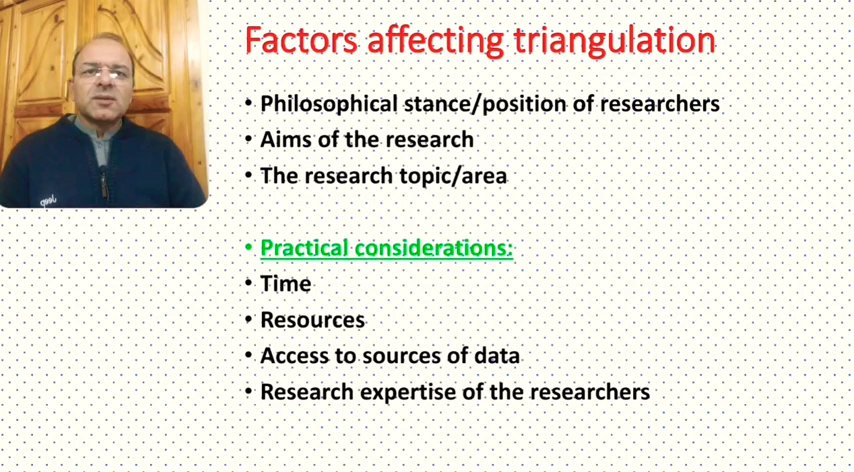 Factors affecting triangulation
• Philosophical stance/position of researchers
• Aims of the research
• The research topic/area
• Practical considerations:
• Time
• Resources
• Access to sources of data
• Research expertise of the researchers